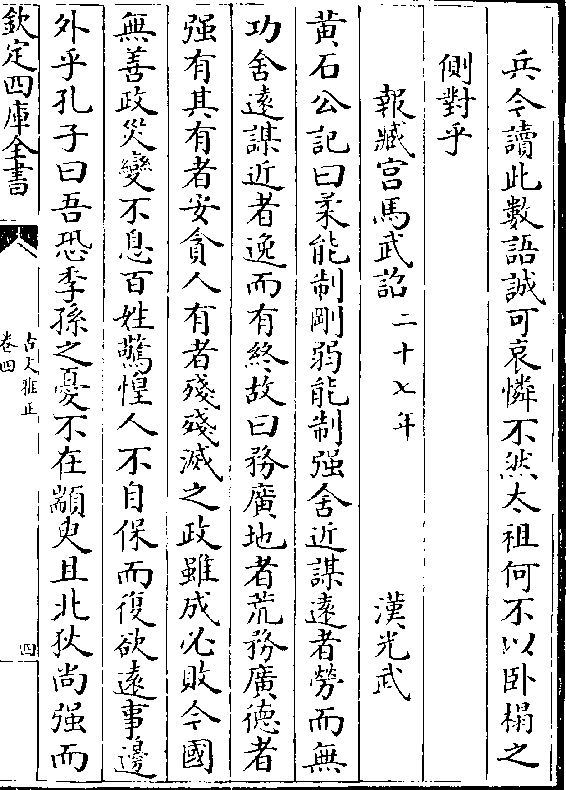 兵今讀此數語誠可哀憐不然太祖何不以卧榻之
側對乎
報臧宫馬武詔二十七年 漢光武
黄石公記曰柔能制剛弱能制强舍近謀逺者勞而無
功舍逺謀近者逸而有終故曰務廣地者荒務廣德者
强有其有者安貪人有者殘殘滅之政雖成必敗今國
無善政災變不息百姓驚惶人不自保而復欲逺事邊
外乎孔子曰吾恐季孫之憂不在顓臾且北狄尚强而
欽定四庫全書
古文雅正
卷四
四